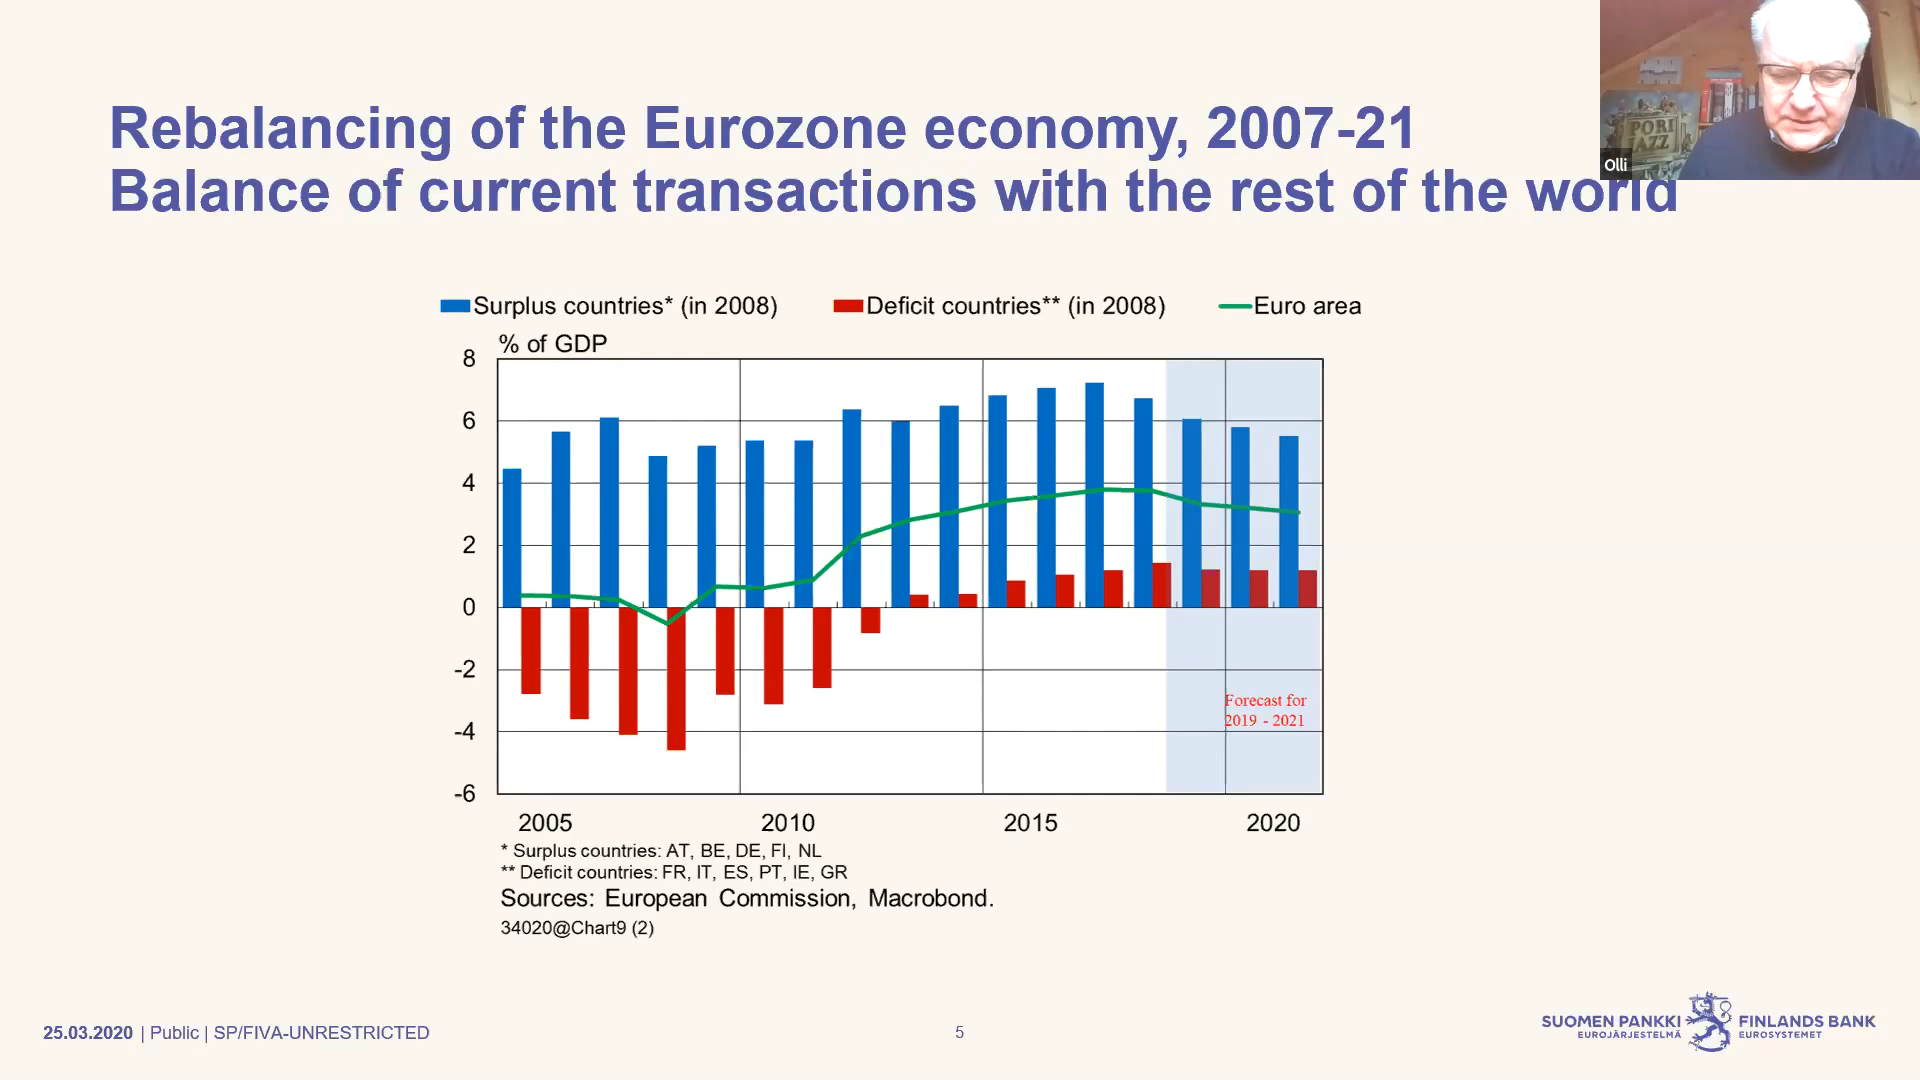 Rebalancing of the Eurozone economy, 2007-21
Balance of current transactions with the rest of the world
PORI
JAZZ
Olli
Surplus countries* (in 2008)
Deficit countries** (in 2008)
Euro area
% of GDP
8
6
4
2
0
-2
-4
-6
Forecast for
2019 - 2021
2005
2010
2015
2020
* Surplus countries: AT, BE, DE, FI, NL
** Deficit countries: FR, IT, ES, PT, IE, GR
Sources: European Commission, Macrobond.
34020@Chart9 (2)
25.03.2020 | Public | SP/FIVA-UNRESTRICTED
5
SUOMEN PANKKI
EUROJÄRJESTELMÄ
FINLANDS BANK
EUROSYSTEMET